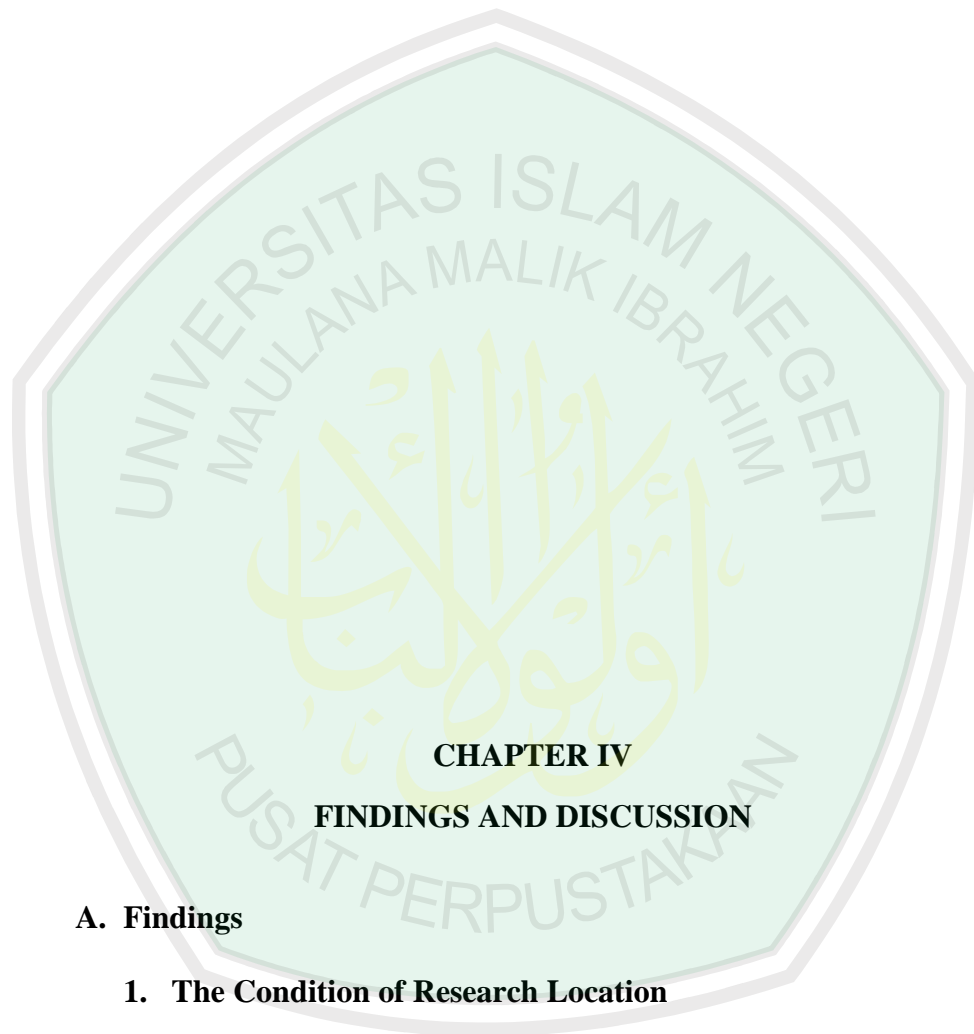 UNIVERSITAS ISLAM NEGERI
MAULANA MALIK IBRAHIM
CHAPTER IV
FINDINGS AND DISCUSSION
PUSAT PERPUSTAKAAN
A. Findings
1. The Condition of Research Location